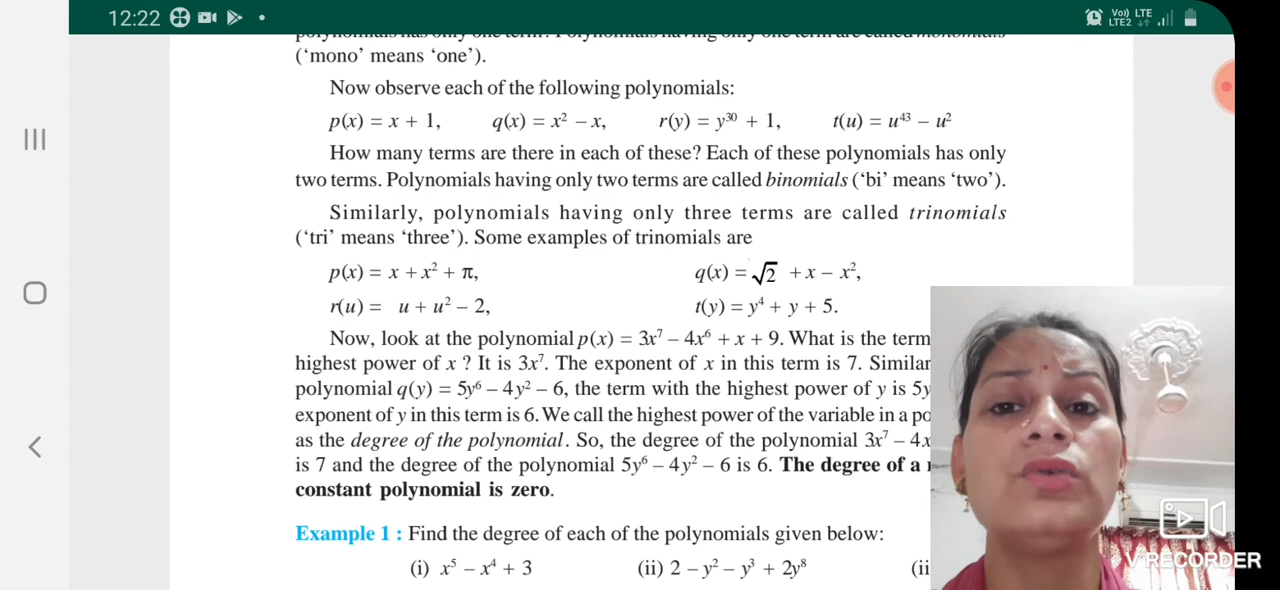 12:22 Vo)) LTE LTE2
('mono' means 'one').
Now observe each of the following polynomials:
p(x) = x + 1, q(x) = x² – x, r(y) = y³⁰ + 1, t(u) = u⁴³ – u²
How many terms are there in each of these? Each of these polynomials has only
two terms. Polynomials having only two terms are called binomials ('bi' means 'two').
Similarly, polynomials having only three terms are called trinomials
('tri' means 'three'). Some examples of trinomials are
p(x) = x + x² + π, q(x) = √2 + x – x²,
r(u) = u + u² – 2, t(y) = y⁴ + y + 5.
Now, look at the polynomial p(x) = 3x⁷ – 4x⁶ + x + 9. What is the term
highest power of x ? It is 3x⁷. The exponent of x in this term is 7.
polynomial q(y) = 5y⁶ – 4y² – 6, the term with the highest power of y is
exponent of y in this term is 6. We call the highest power of the variable in a
as the degree of the polynomial. So, the degree of the polynomial 3x⁷ –
is 7 and the degree of the polynomial 5y⁶ – 4y² – 6 is 6. The degree of a
constant polynomial is zero.
Example 1 : Find the degree of each of the polynomials given below:
(i) x⁵ – x⁴ + 3 (ii) 2 – y² – y³ + 2y⁸
VRECORDER